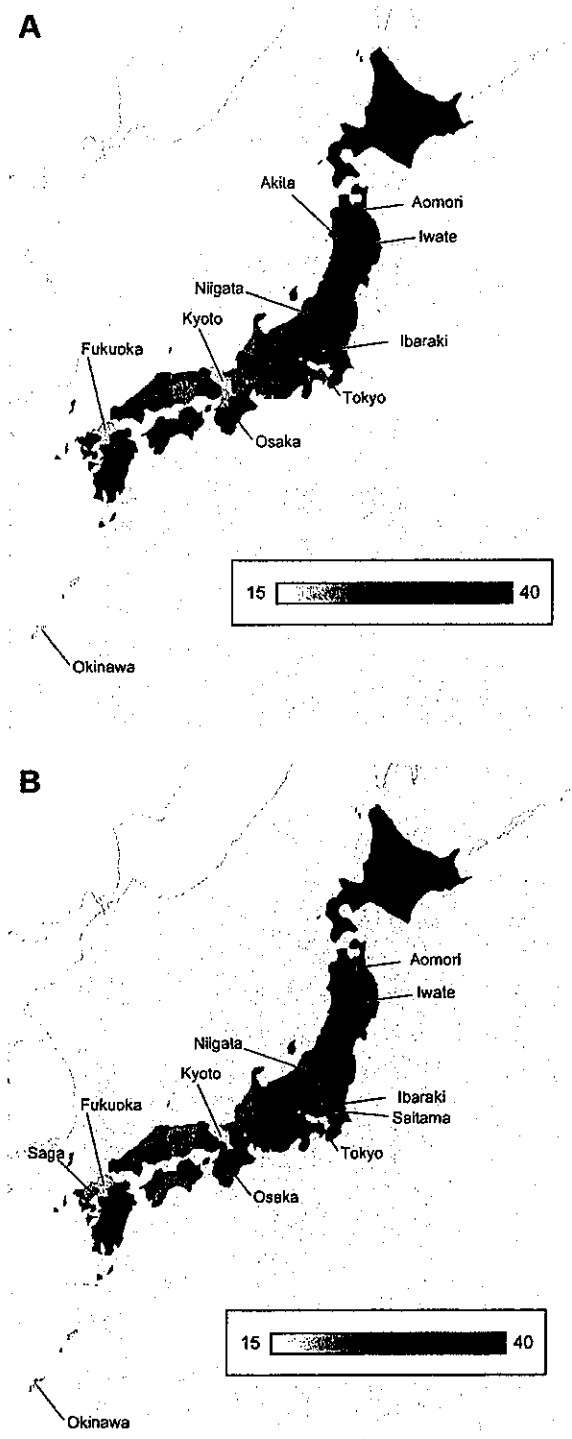 A
Akita
Aomori
Iwate
Niigata
Kyoto
Fukuoka
Ibaraki
Tokyo
Osaka
15 40
Okinawa
B
Aomori
Iwate
Niigata
Kyoto
Ibaraki
Fukuoka
Saitama
Saga
Tokyo
Osaka
15 40
Okinawa